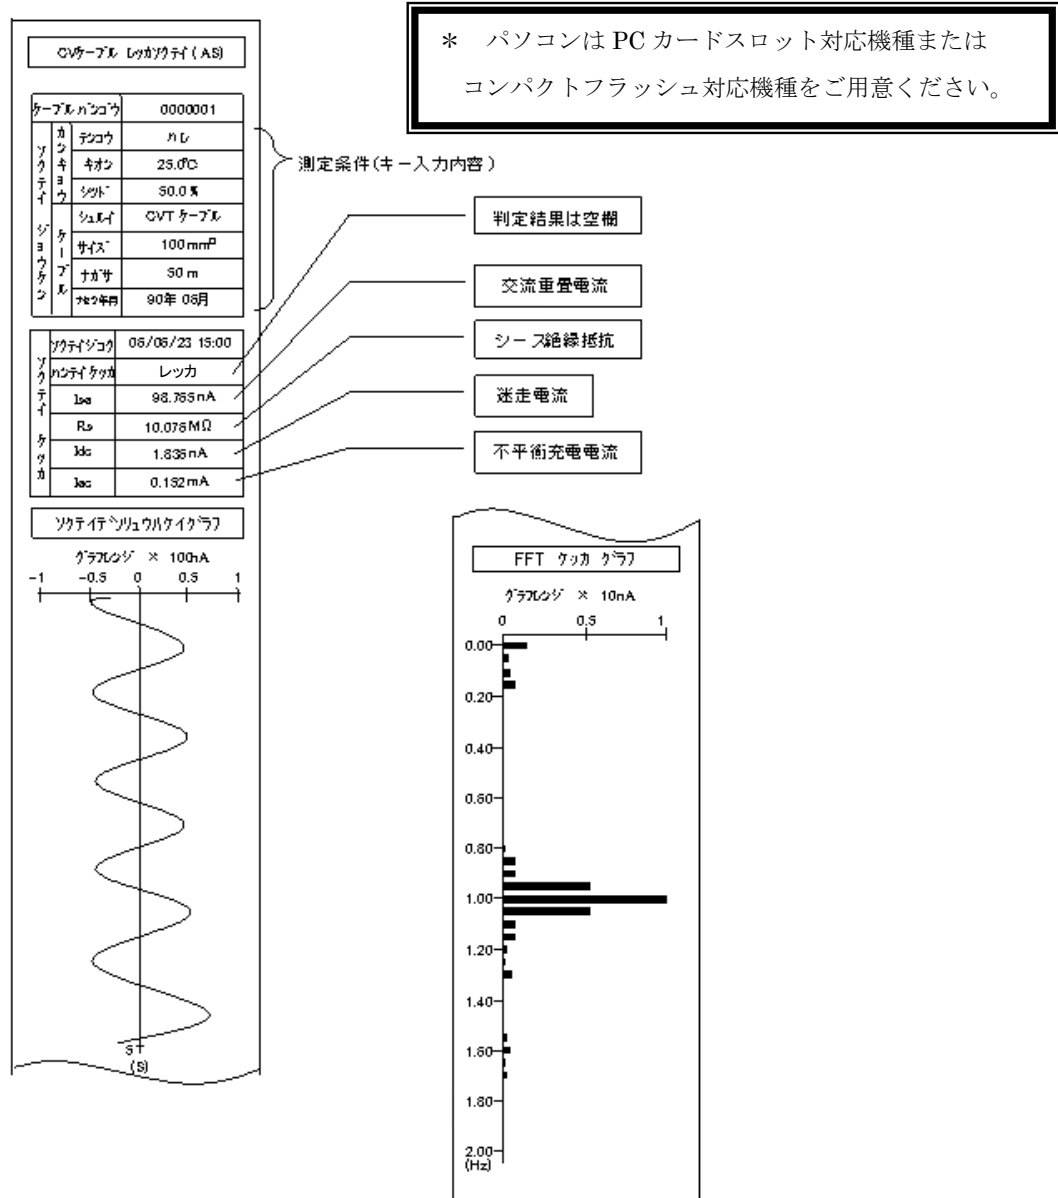 CVケーブル レッカソクテイ ( AS)
* パソコンは PC カードスロット対応機種または
コンパクトフラッシュ対応機種をご用意ください。
ケーブル バンゴウ 0000001
ソクテイ ジョウケン
カンキョウ
テンコウ ハレ
キオン 25.0℃
シツド 50.0 %
ケーブル
シュルイ CVT ケーブル
サイズ 100 mm□
ナガサ 50 m
90年 06月
測定条件(キー入力内容 )
ソクテイ ケッカ
ソクテイジコク 06/06/23 15:00
ハンテイ ケッカ レッカ
Isa 98.765nA
Rs 10.076MΩ
Idc 1.836nA
Iac 0.152mA
判定結果は空欄
交流重畳電流
シース絶縁抵抗
迷走電流
不平衡充電電流
ソクテイデンリュウハケイグラフ
グラフレンジ × 100nA
-1 -0.5 0 0.5 1
5
(S)
FFT ケッカ グラフ
グラフレンジ × 10nA
0 0.5 1
0.00
0.20
0.40
0.60
0.80
1.00
1.20
1.40
1.60
1.80
2.00
(Hz)